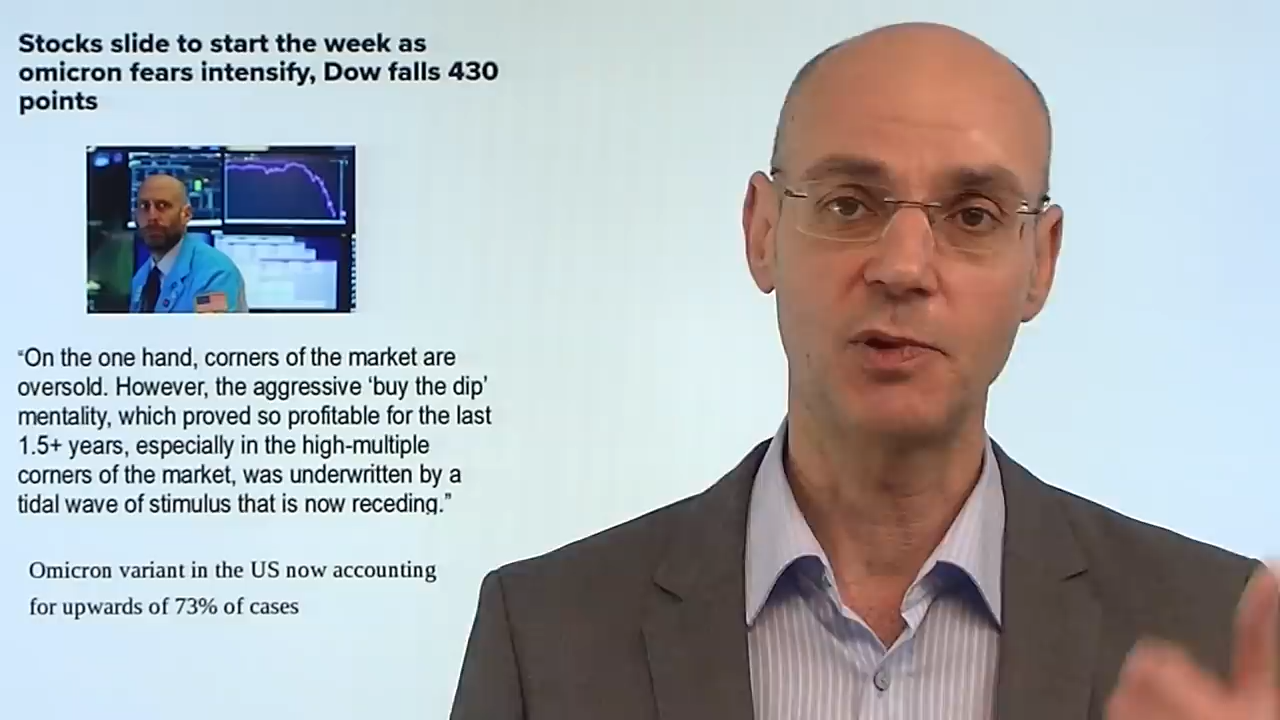 Stocks slide to start the week as
omicron fears intensify, Dow falls 430
points
“On the one hand, corners of the market are
oversold. However, the aggressive ‘buy the dip’
mentality, which proved so profitable for the last
1.5+ years, especially in the high-multiple
corners of the market, was underwritten by a
tidal wave of stimulus that is now receding.”
Omicron variant in the US now accounting
for upwards of 73% of cases